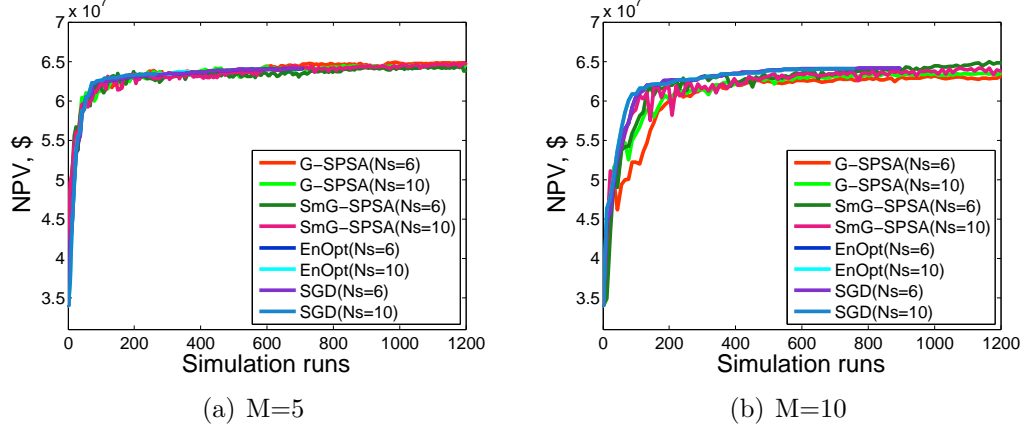 x 10^7
7
6.5
6
5.5
5
4.5
4
3.5
NPV, $
0 200 400 600 800 1000 1200
Simulation runs
G−SPSA(Ns=6)
G−SPSA(Ns=10)
SmG−SPSA(Ns=6)
SmG−SPSA(Ns=10)
EnOpt(Ns=6)
EnOpt(Ns=10)
SGD(Ns=6)
SGD(Ns=10)
(a) M=5
x 10^7
7
6.5
6
5.5
5
4.5
4
3.5
NPV, $
0 200 400 600 800 1000 1200
Simulation runs
G−SPSA(Ns=6)
G−SPSA(Ns=10)
SmG−SPSA(Ns=6)
SmG−SPSA(Ns=10)
EnOpt(Ns=6)
EnOpt(Ns=10)
SGD(Ns=6)
SGD(Ns=10)
(b) M=10